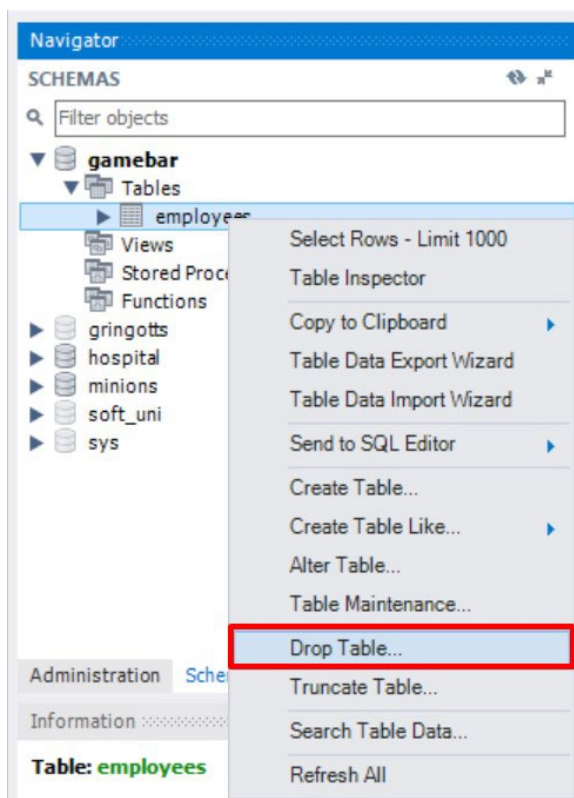 Navigator
SCHEMAS
Filter objects
gamebar
Tables
employees
Views
Stored Proce
Functions
gringotts
hospital
minions
soft_uni
sys
Select Rows - Limit 1000
Table Inspector
Copy to Clipboard
Table Data Export Wizard
Table Data Import Wizard
Send to SQL Editor
Create Table...
Create Table Like...
Alter Table...
Table Maintenance...
Drop Table...
Truncate Table...
Search Table Data...
Refresh All
Administration Sche
Information
Table: employees